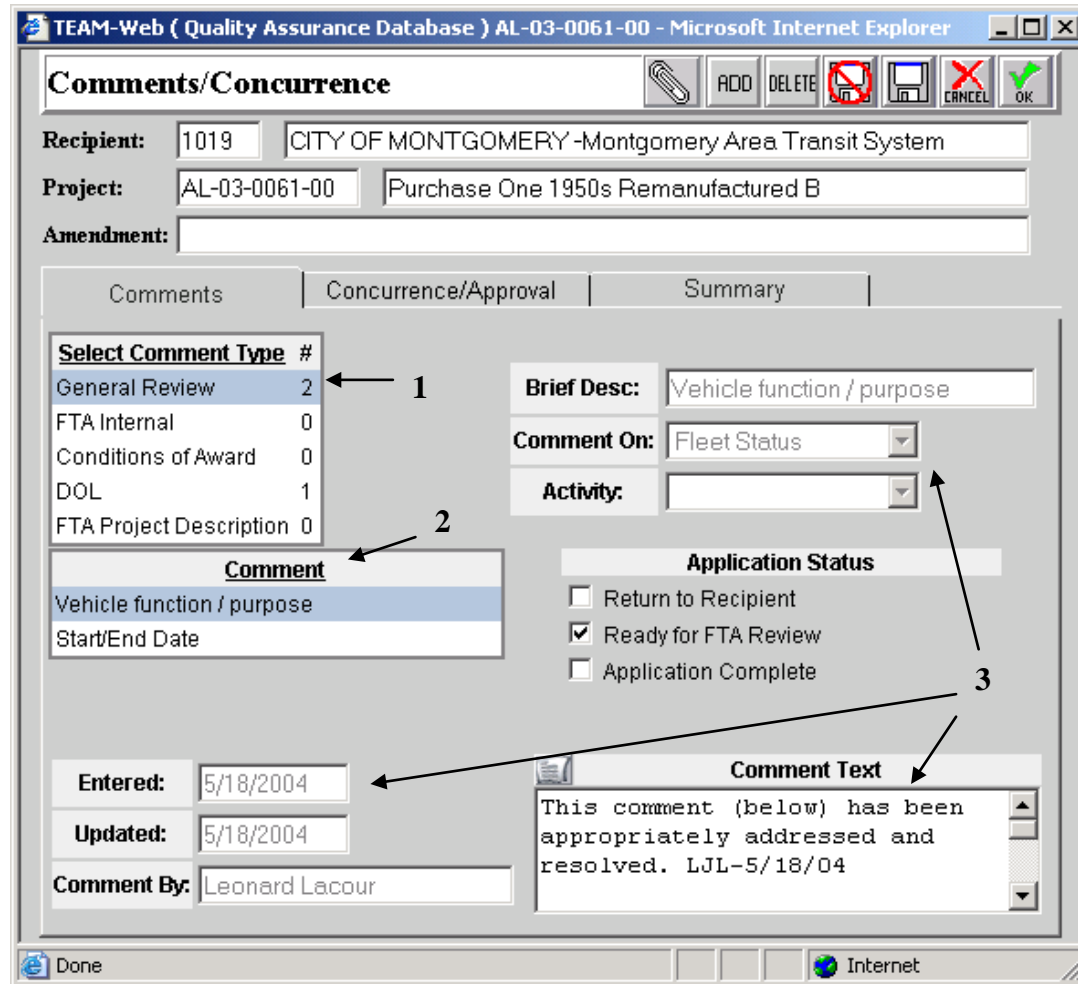 TEAM-Web ( Quality Assurance Database ) AL-03-0061-00 - Microsoft Internet Explorer
Comments/Concurrence
ADD DELETE CANCEL OK
Recipient: 1019 CITY OF MONTGOMERY -Montgomery Area Transit System
Project: AL-03-0061-00 Purchase One 1950s Remanufactured B
Amendment:
Comments Concurrence/Approval Summary
Select Comment Type #
General Review 2
1
FTA Internal 0
Conditions of Award 0
DOL 1
FTA Project Description 0
2
Brief Desc: Vehicle function / purpose
Comment On: Fleet Status
Activity:
Comment
Vehicle function / purpose
Start/End Date
Application Status
Return to Recipient
Ready for FTA Review
Application Complete
3
Entered: 5/18/2004
Updated: 5/18/2004
Comment By: Leonard Lacour
Comment Text
This comment (below) has been
appropriately addressed and
resolved. LJL-5/18/04
Done
Internet